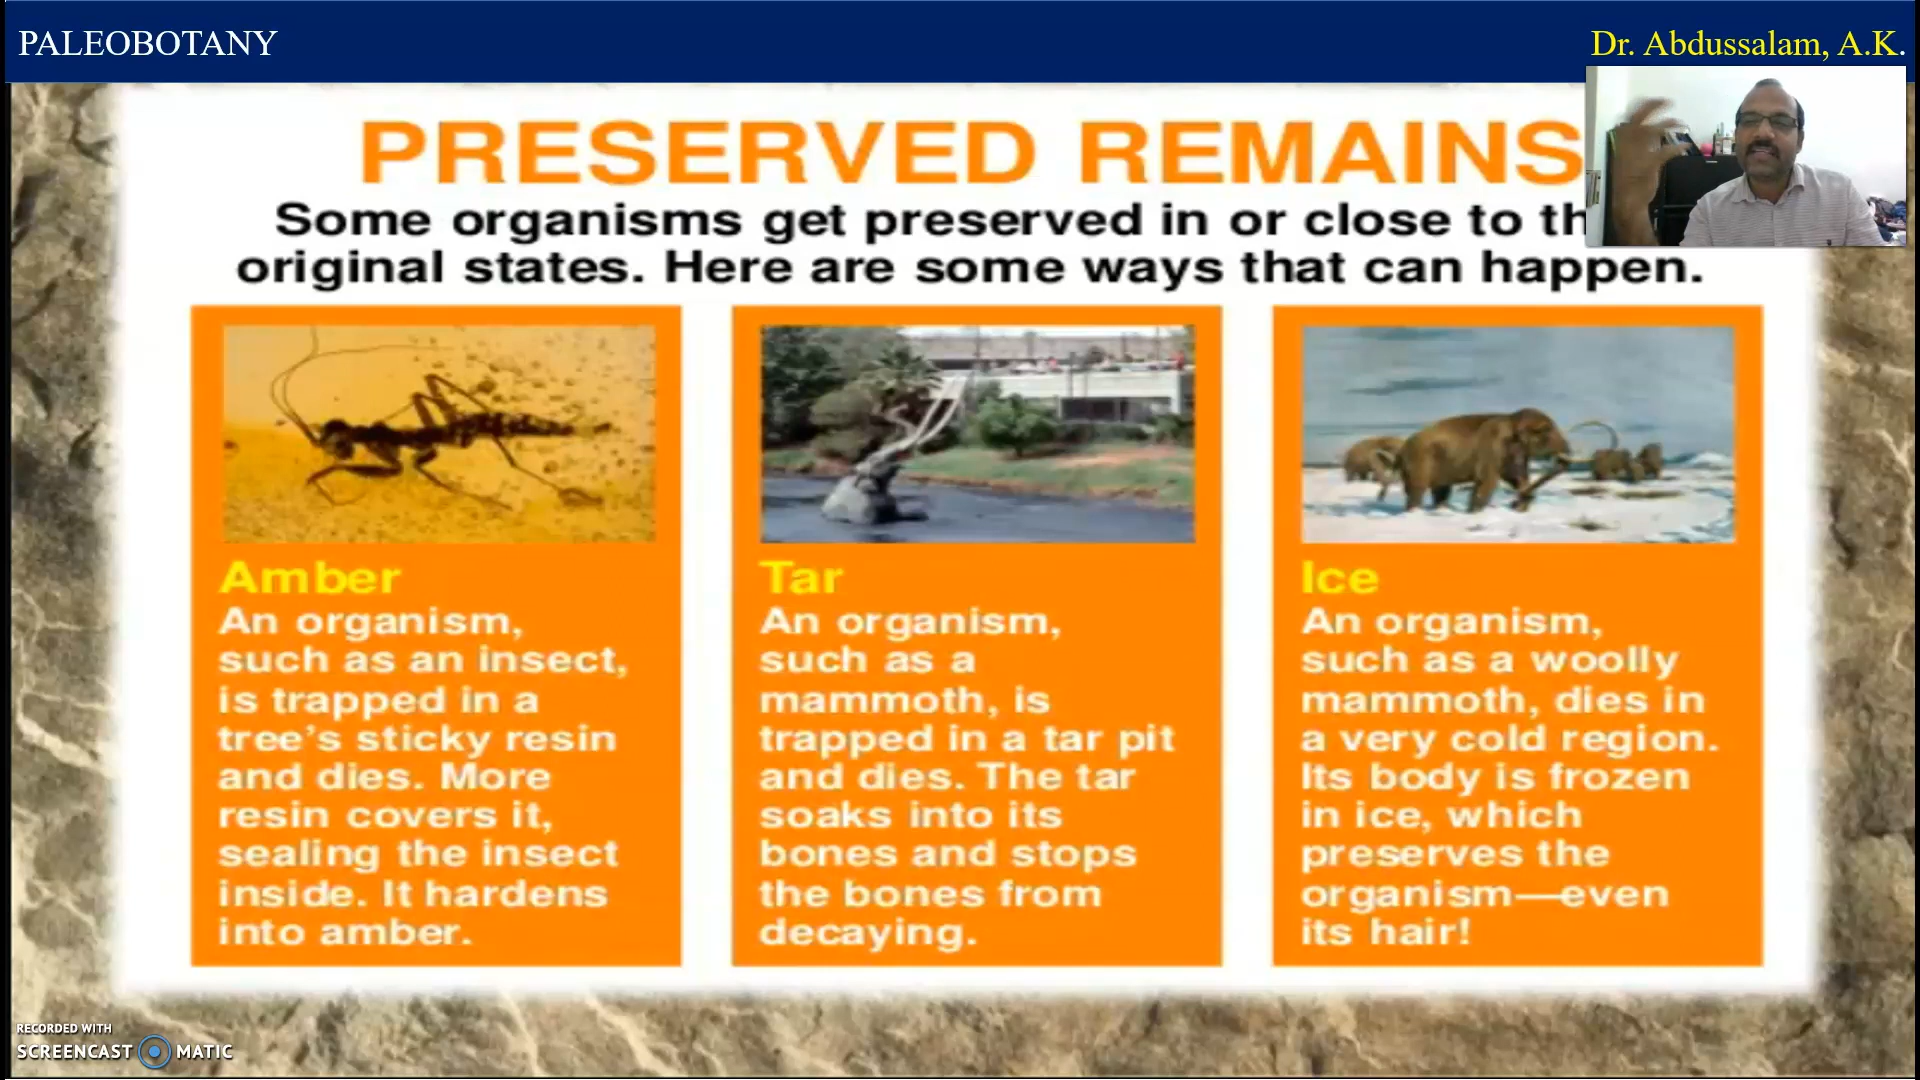 PALEOBOTANY
Dr. Abdussalam, A.K.
PRESERVED REMAINS
Some organisms get preserved in or close to
original states. Here are some ways that can happen.
Amber
An organism,
such as an insect,
is trapped in a
tree's sticky resin
and dies. More
resin covers it,
sealing the insect
inside. It hardens
into amber.
Tar
An organism,
such as a
mammoth, is
trapped in a tar pit
and dies. The tar
soaks into its
bones and stops
the bones from
decaying.
Ice
An organism,
such as a woolly
mammoth, dies in
a very cold region.
Its body is frozen
in ice, which
preserves the
organism—even
its hair!
RECORDED WITH
SCREENCAST MATIC